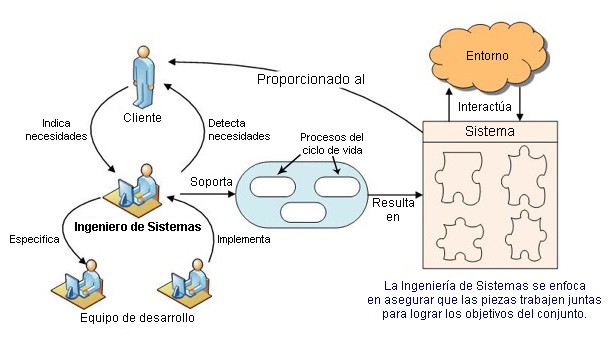 Entorno
Proporcionado al
Interactúa
Cliente
Indica
necesidades
Detecta
necesidades
Sistema
Procesos del
ciclo de vida
Soporta
Resulta
en
Ingeniero de Sistemas
Especifica
Implementa
Equipo de desarrollo
La Ingeniería de Sistemas se enfoca
en asegurar que las piezas trabajen juntas
para lograr los objetivos del conjunto.